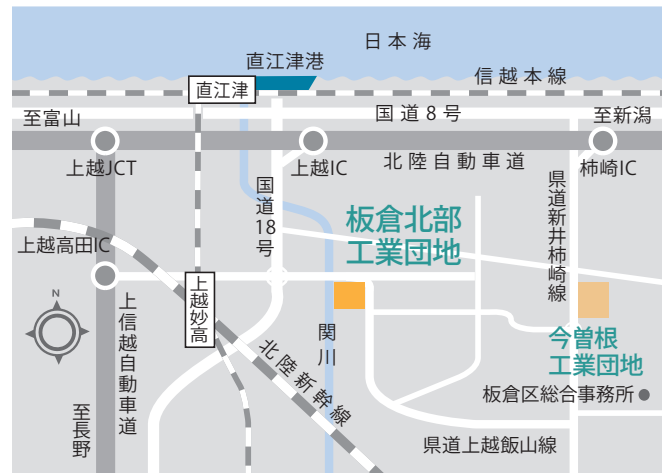 日本海
直江津港
信越本線
直江津
国道8号
至富山
至新潟
上越JCT
上越IC
北陸自動車道
柿崎IC
国道18号
県道新井柿崎線
板倉北部
工業団地
上越高田IC
上越妙高
N
上信越自動車道
関川
北陸新幹線
今曽根
工業団地
板倉区総合事務所
至長野
県道上越飯山線